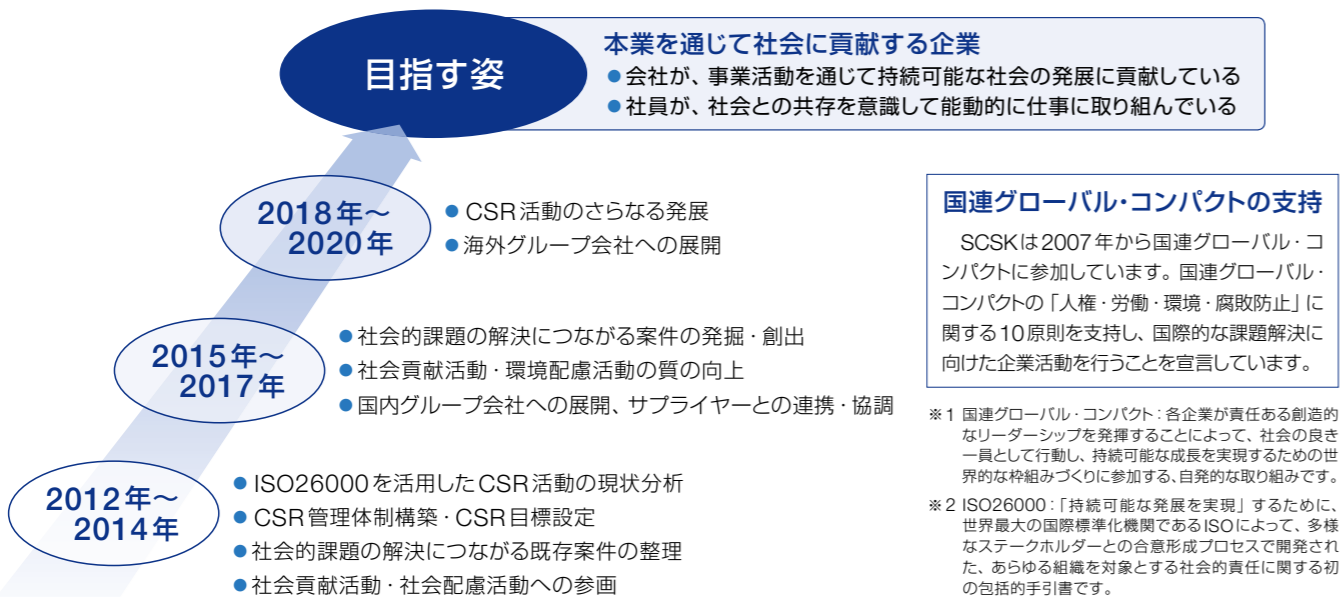 目指す姿
本業を通じて社会に貢献する企業
●会社が、事業活動を通じて持続可能な社会の発展に貢献している
●社員が、社会との共存を意識して能動的に仕事に取り組んでいる
2018年～
2020年
●CSR活動のさらなる発展
●海外グループ会社への展開
2015年～
2017年
●社会的課題の解決につながる案件の発掘・創出
●社会貢献活動・環境配慮活動の質の向上
●国内グループ会社への展開、サプライヤーとの連携・協調
2012年～
2014年
●ISO26000を活用したCSR活動の現状分析
●CSR管理体制構築・CSR目標設定
●社会的課題の解決につながる既存案件の整理
●社会貢献活動・社会配慮活動への参画
国連グローバル・コンパクトの支持
SCSKは2007年から国連グローバル・コ
ンパクトに参加しています。国連グローバル・
コンパクトの「人権・労働・環境・腐敗防止」に
関する10原則を支持し、国際的な課題解決に
向けた企業活動を行うことを宣言しています。
※1 国連グローバル・コンパクト：各企業が責任ある創造的
なリーダーシップを発揮することによって、社会の良き
一員として行動し、持続可能な成長を実現するための世
界的な枠組みづくりに参加する、自発的な取り組みです。
※2 ISO26000：「持続可能な発展を実現」するために、
世界最大の国際標準化機関であるISOによって、多様
なステークホルダーとの合意形成プロセスで開発され
た、あらゆる組織を対象とする社会的責任に関する初
の包括的手引書です。